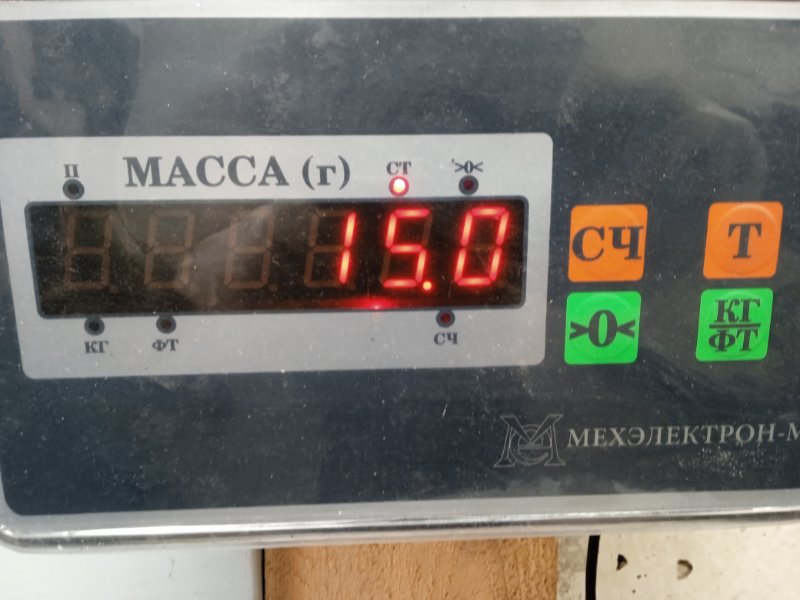 П МАССА (г) СТ >0<
15.0
КГ ФТ СЧ
СЧ Т
>0< КГ
ФТ
МЕХЭЛЕКТРОН-М